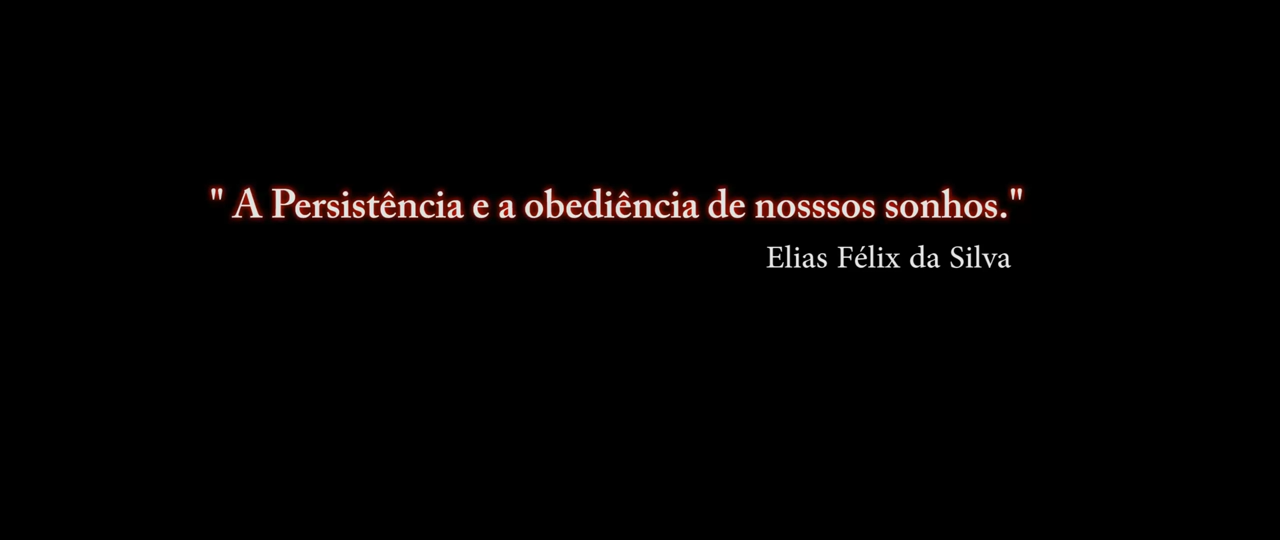 " A Persistência e a obediência de nosssos sonhos."
Elias Félix da Silva